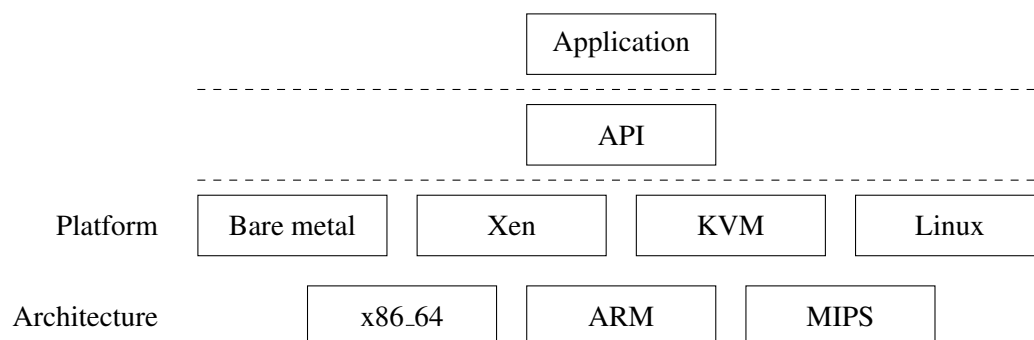 Application
API
Platform Bare metal Xen KVM Linux
Architecture x86_64 ARM MIPS